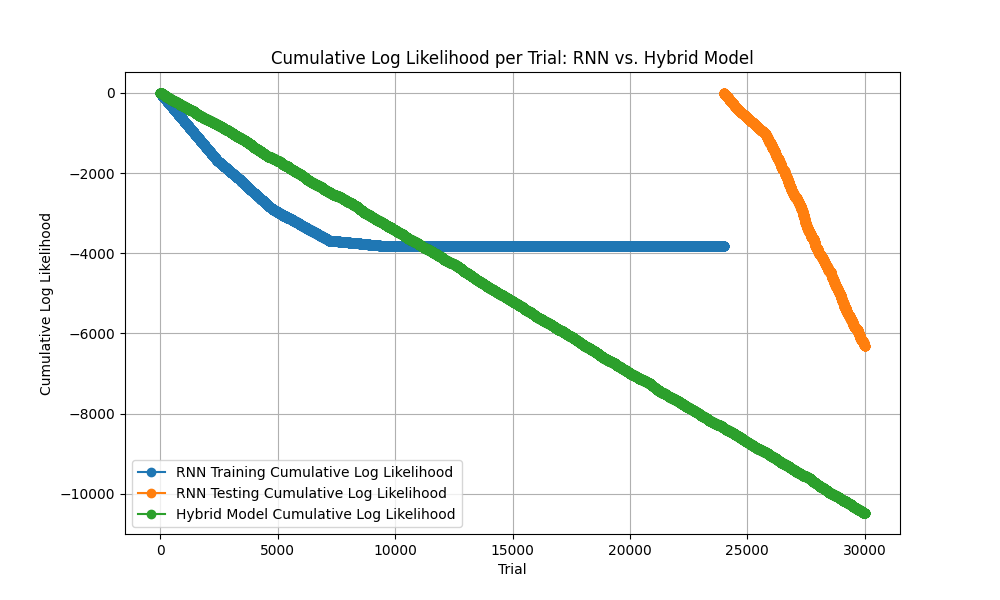 Cumulative Log Likelihood per Trial: RNN vs. Hybrid Model
Cumulative Log Likelihood
0
−2000
−4000
−6000
−8000
−10000
RNN Training Cumulative Log Likelihood
RNN Testing Cumulative Log Likelihood
Hybrid Model Cumulative Log Likelihood
0 5000 10000 15000 20000 25000 30000
Trial